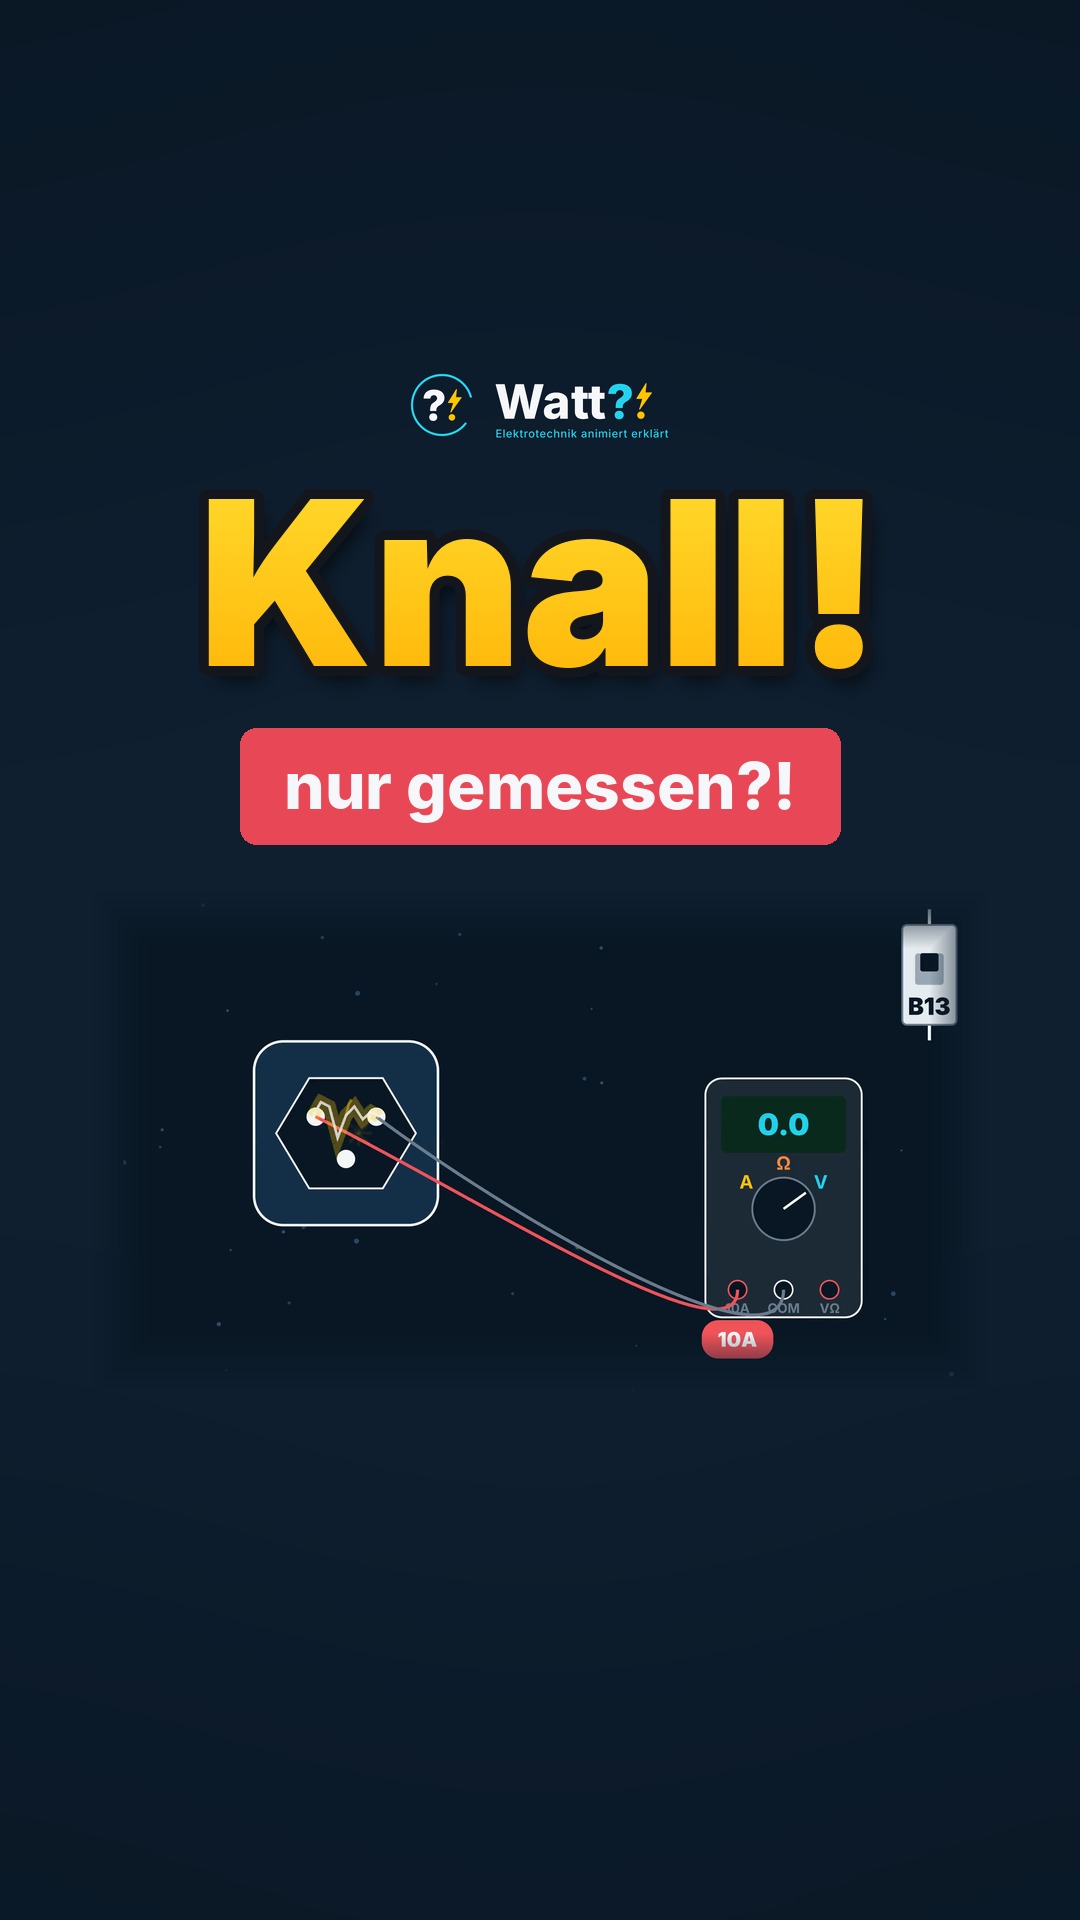 ?
Watt?
Elektrotechnik animiert erklärt
Knall!
nur gemessen?!
B13
0.0
Ω
A V
COM VΩ
10A